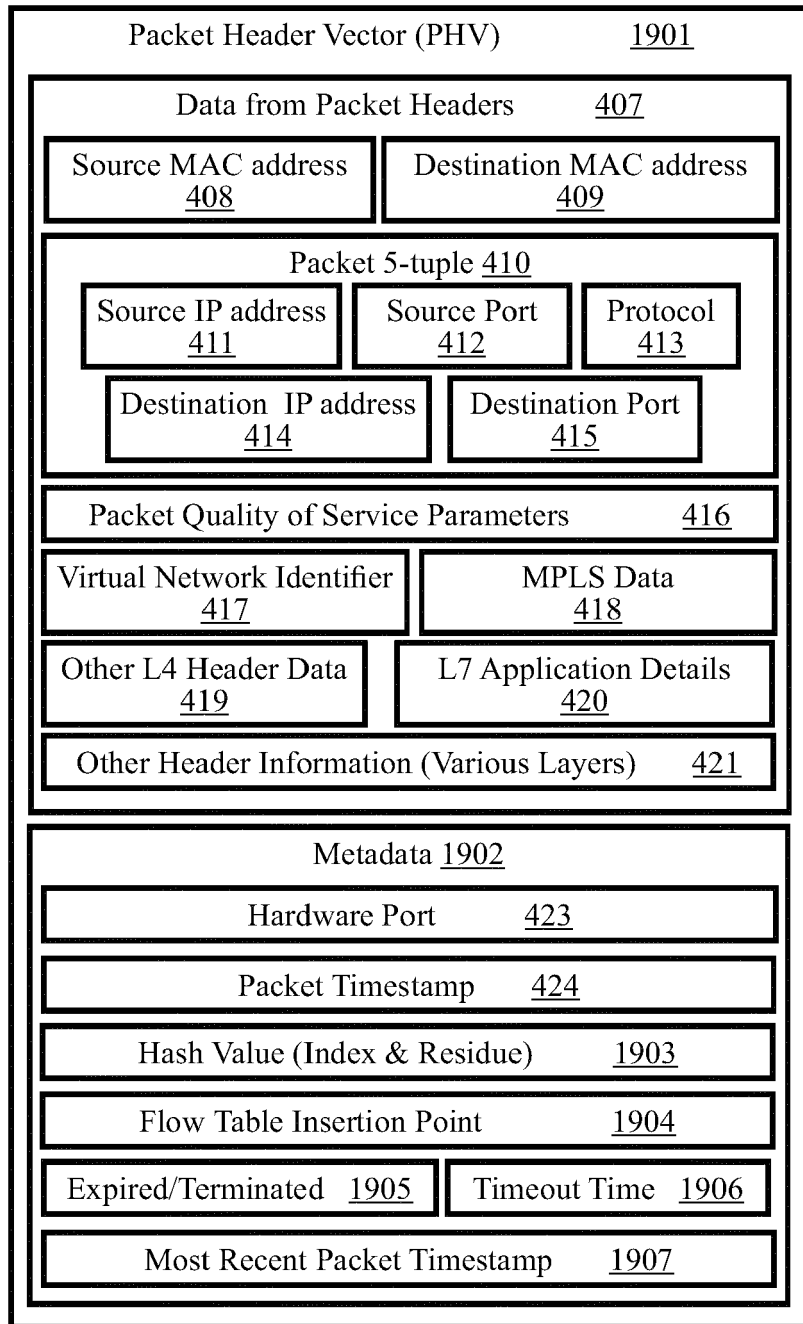 Packet Header Vector (PHV) 1901
Data from Packet Headers 407
Source MAC address
408
Destination MAC address
409
Packet 5-tuple 410
Source IP address
411
Source Port
412
Protocol
413
Destination IP address
414
Destination Port
415
Packet Quality of Service Parameters 416
Virtual Network Identifier
417
MPLS Data
418
Other L4 Header Data
419
L7 Application Details
420
Other Header Information (Various Layers) 421
Metadata 1902
Hardware Port 423
Packet Timestamp 424
Hash Value (Index & Residue) 1903
Flow Table Insertion Point 1904
Expired/Terminated 1905
Timeout Time 1906
Most Recent Packet Timestamp 1907